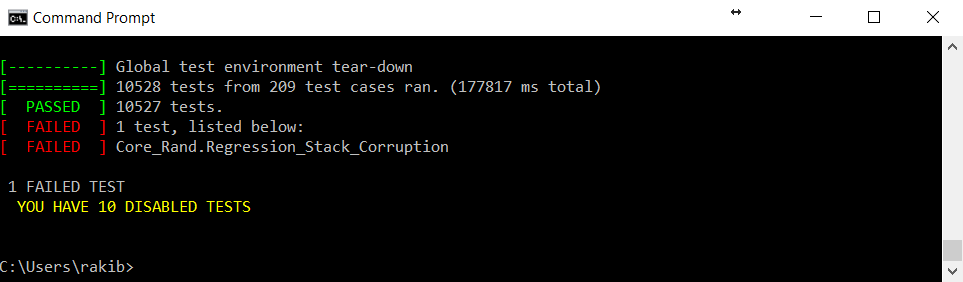 Command Prompt
[----------] Global test environment tear-down
[==========] 10528 tests from 209 test cases ran. (177817 ms total)
[  PASSED  ] 10527 tests.
[  FAILED  ] 1 test, listed below:
[  FAILED  ] Core_Rand.Regression_Stack_Corruption
1 FAILED TEST
YOU HAVE 10 DISABLED TESTS
C:\Users\rakib>